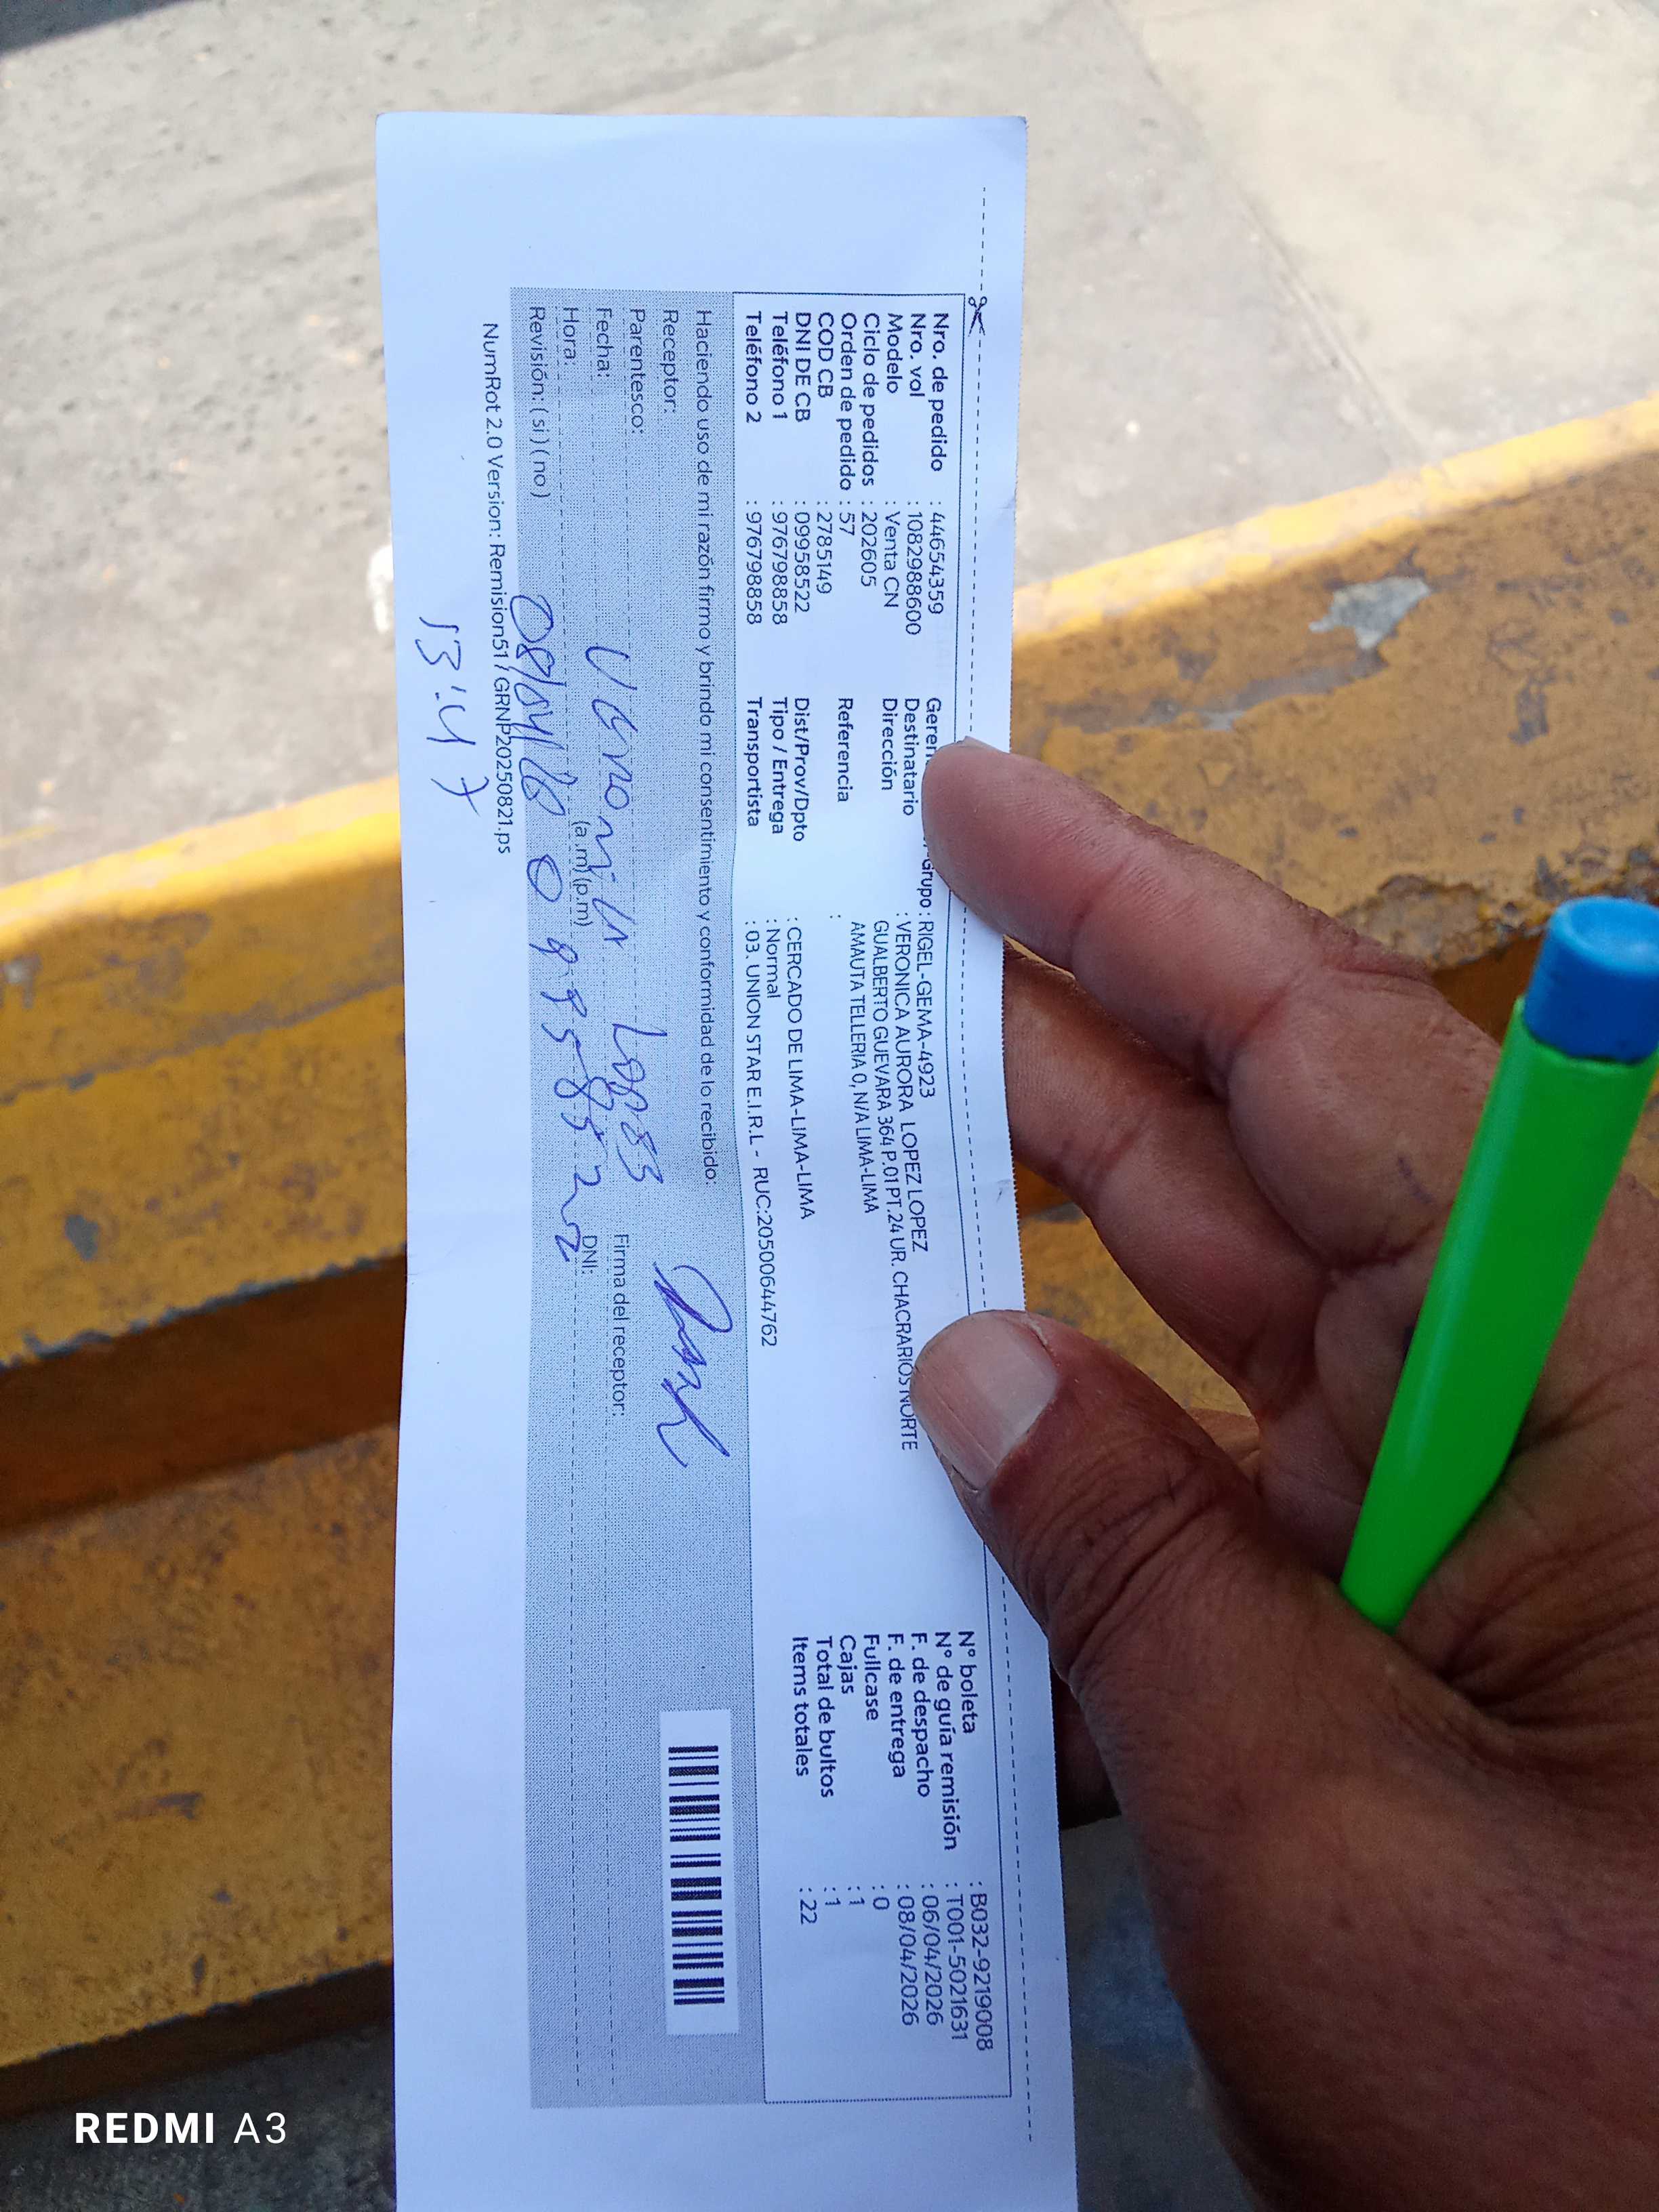 Nro. de pedido : 44654359
Nro. vol : 1082988600
Modelo : Venta CN
Ciclo de pedidos : 202605
Orden de pedido : 57
COD CB : 2785149
DNI DE CB : 09958522
Teléfono 1 : 976798858
Teléfono 2 : 976798858
Grupo : RIGEL-GEMA-4923
Destinatario : VERONICA AURORA LOPEZ LOPEZ
Dirección GUALBERTO GUEVARA 364 P.01 PT.24 UR. CHACRARIOS NORTE
AMAUTA TELLERIA 0, N/A LIMA-LIMA
Referencia :
Dist/Prov/Dpto : CERCADO DE LIMA-LIMA-LIMA
Tipo / Entrega : Normal
Transportista : 03. UNION STAR E.I.R.L - RUC:20500644762
N° boleta : B032-9219008
N° de guía remisión : T001-5021631
F. de despacho : 06/04/2026
F. de entrega : 08/04/2026
Fullcase : 0
Cajas : 1
Total de bultos : 1
Items totales : 22
Haciendo uso de mi razón firmo y brindo mi consentimiento y conformidad de lo recibido:
Receptor:
Parentesco:
Fecha:
Hora: (a.m) (p.m)
Revisión: (si) (no)
Firma del receptor:
DNI:
08/04/26
13:47
NumRot 2.0 Version: Remision51 / GRNP20250821.ps
REDMI A3